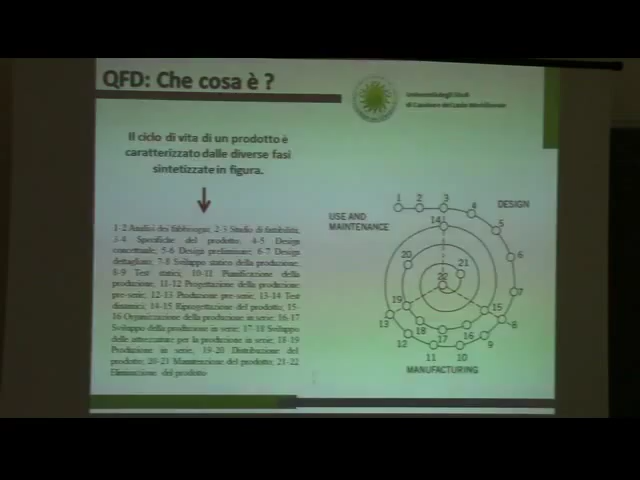 QFD: Che cosa è ?
Università degli Studi
di Cassino e del Lazio Meridionale
Il ciclo di vita di un prodotto è
caratterizzato dalle diverse fasi
sintetizzate in figura.
1-2 Analisi dei fabbisogni; 2-3 Studio di fattibilità;
3-4 Specifiche del prodotto; 4-5 Design
concettuale; 5-6 Design preliminare; 6-7 Design
dettagliato; 7-8 Sviluppo statico della produzione;
8-9 Test statici; 10-11 Pianificazione della
produzione; 11-12 Progettazione della produzione
pre-serie; 12-13 Produzione pre-serie; 13-14 Test
dinamici; 14-15 Riprogettazione del prodotto; 15-
16 Organizzazione della produzione in serie; 16-17
Sviluppo della produzione in serie; 17-18 Sviluppo
delle attrezzature per la produzione in serie; 18-19
Produzione in serie; 19-20 Distribuzione del
prodotto; 20-21 Manutenzione del prodotto; 21-22
Eliminazione del prodotto
1 2 3
4
DESIGN
USE AND
MAINTENANCE
14
5
6
20
21
22
7
19
15
13
18
16
8
12
17
9
11
10
MANUFACTURING